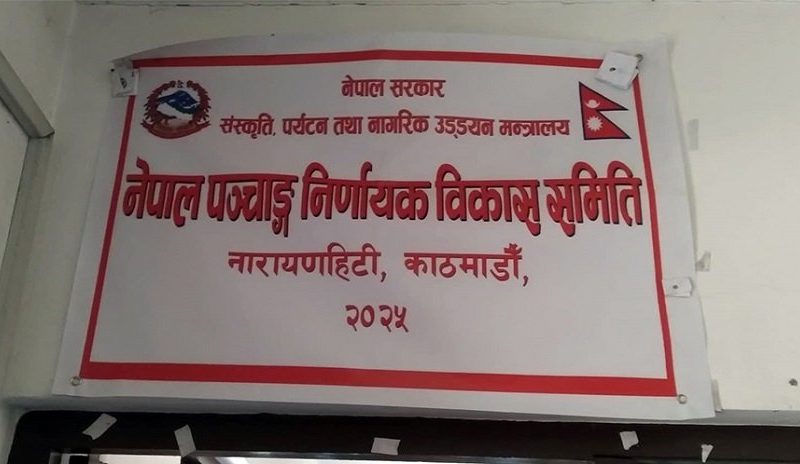 नेपाल सरकार
संस्कृति, पर्यटन तथा नागरिक उड्डयन मन्त्रालय
नेपाल पञ्चाङ्ग निर्णायक विकास समिति
नारायणहिटी, काठमाडौँ,
२०२५